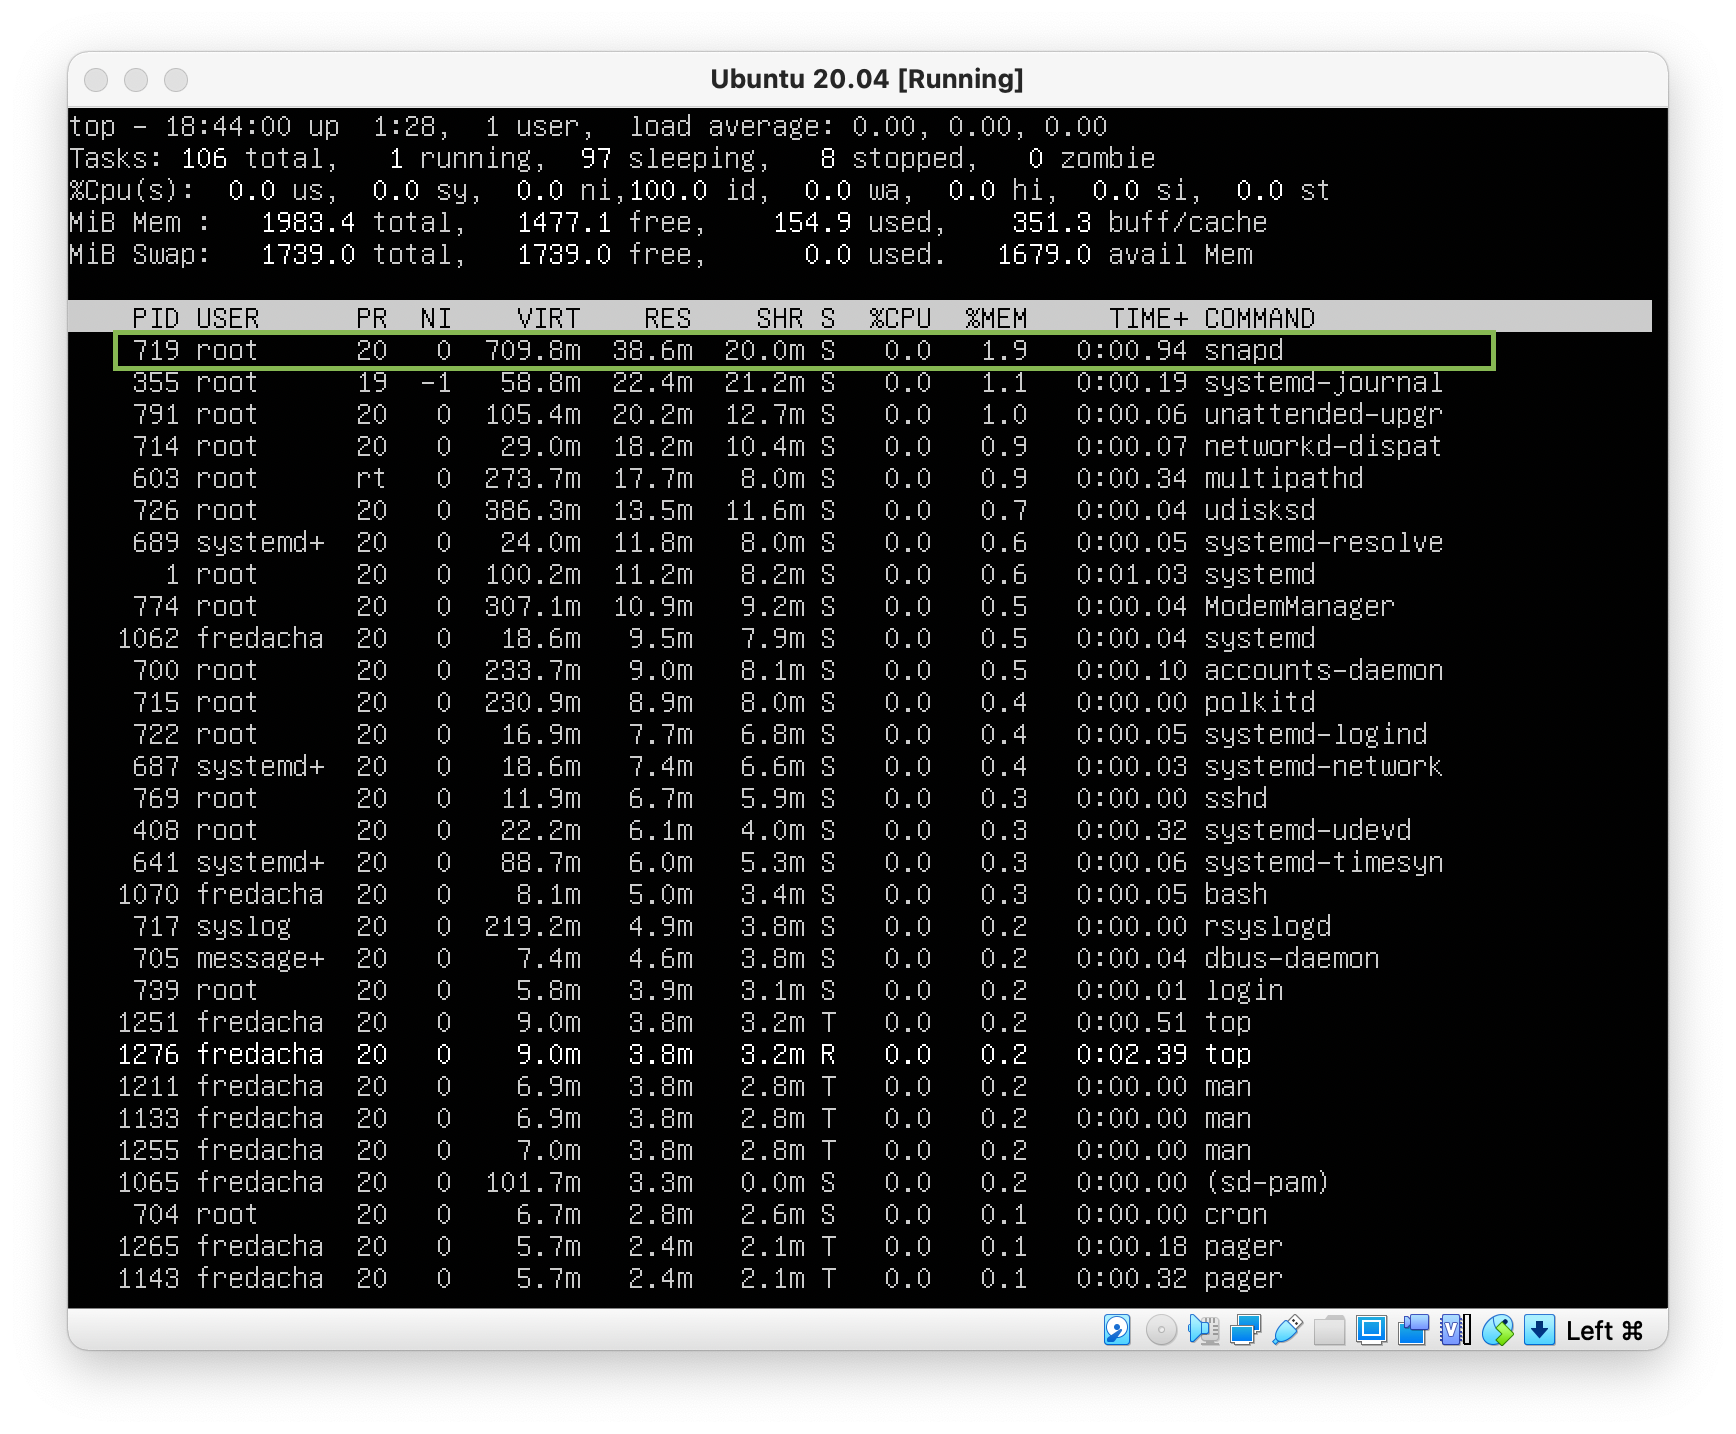 Ubuntu 20.04 [Running]
top - 18:44:00 up  1:28,  1 user,  load average: 0.00, 0.00, 0.00
Tasks: 106 total,   1 running,  97 sleeping,   8 stopped,   0 zombie
%Cpu(s):  0.0 us,  0.0 sy,  0.0 ni,100.0 id,  0.0 wa,  0.0 hi,  0.0 si,  0.0 st
MiB Mem :   1983.4 total,   1477.1 free,    154.9 used,    351.3 buff/cache
MiB Swap:   1739.0 total,   1739.0 free,      0.0 used.   1679.0 avail Mem
PID USER      PR  NI    VIRT    RES    SHR S  %CPU  %MEM     TIME+ COMMAND
719 root      20   0  709.8m  38.6m  20.0m S   0.0   1.9   0:00.94 snapd
355 root      19  -1   58.8m  22.4m  21.2m S   0.0   1.1   0:00.19 systemd-journal
791 root      20   0  105.4m  20.2m  12.7m S   0.0   1.0   0:00.06 unattended-upgr
714 root      20   0   29.0m  18.2m  10.4m S   0.0   0.9   0:00.07 networkd-dispat
603 root      rt   0  273.7m  17.7m   8.0m S   0.0   0.9   0:00.34 multipathd
726 root      20   0  386.3m  13.5m  11.6m S   0.0   0.7   0:00.04 udisksd
689 systemd+  20   0   24.0m  11.8m   8.0m S   0.0   0.6   0:00.05 systemd-resolve
1 root      20   0  100.2m  11.2m   8.2m S   0.0   0.6   0:01.03 systemd
774 root      20   0  307.1m  10.9m   9.2m S   0.0   0.5   0:00.04 ModemManager
1062 fredacha  20   0   18.6m   9.5m   7.9m S   0.0   0.5   0:00.04 systemd
700 root      20   0  233.7m   9.0m   8.1m S   0.0   0.5   0:00.10 accounts-daemon
715 root      20   0  230.9m   8.9m   8.0m S   0.0   0.4   0:00.00 polkitd
722 root      20   0   16.9m   7.7m   6.8m S   0.0   0.4   0:00.05 systemd-logind
687 systemd+  20   0   18.6m   7.4m   6.6m S   0.0   0.4   0:00.03 systemd-network
769 root      20   0   11.9m   6.7m   5.9m S   0.0   0.3   0:00.00 sshd
408 root      20   0   22.2m   6.1m   4.0m S   0.0   0.3   0:00.32 systemd-udevd
641 systemd+  20   0   88.7m   6.0m   5.3m S   0.0   0.3   0:00.06 systemd-timesyn
1070 fredacha  20   0    8.1m   5.0m   3.4m S   0.0   0.3   0:00.05 bash
717 syslog    20   0  219.2m   4.9m   3.8m S   0.0   0.2   0:00.00 rsyslogd
705 message+  20   0    7.4m   4.6m   3.8m S   0.0   0.2   0:00.04 dbus-daemon
739 root      20   0    5.8m   3.9m   3.1m S   0.0   0.2   0:00.01 login
1251 fredacha  20   0    9.0m   3.8m   3.2m T   0.0   0.2   0:00.51 top
1276 fredacha  20   0    9.0m   3.8m   3.2m R   0.0   0.2   0:02.39 top
1211 fredacha  20   0    6.9m   3.8m   2.8m T   0.0   0.2   0:00.00 man
1133 fredacha  20   0    6.9m   3.8m   2.8m T   0.0   0.2   0:00.00 man
1255 fredacha  20   0    7.0m   3.8m   2.8m T   0.0   0.2   0:00.00 man
1065 fredacha  20   0  101.7m   3.3m   0.0m S   0.0   0.2   0:00.00 (sd-pam)
704 root      20   0    6.7m   2.8m   2.6m S   0.0   0.1   0:00.00 cron
1265 fredacha  20   0    5.7m   2.4m   2.1m T   0.0   0.1   0:00.18 pager
1143 fredacha  20   0    5.7m   2.4m   2.1m T   0.0   0.1   0:00.32 pager
V Left ⌘